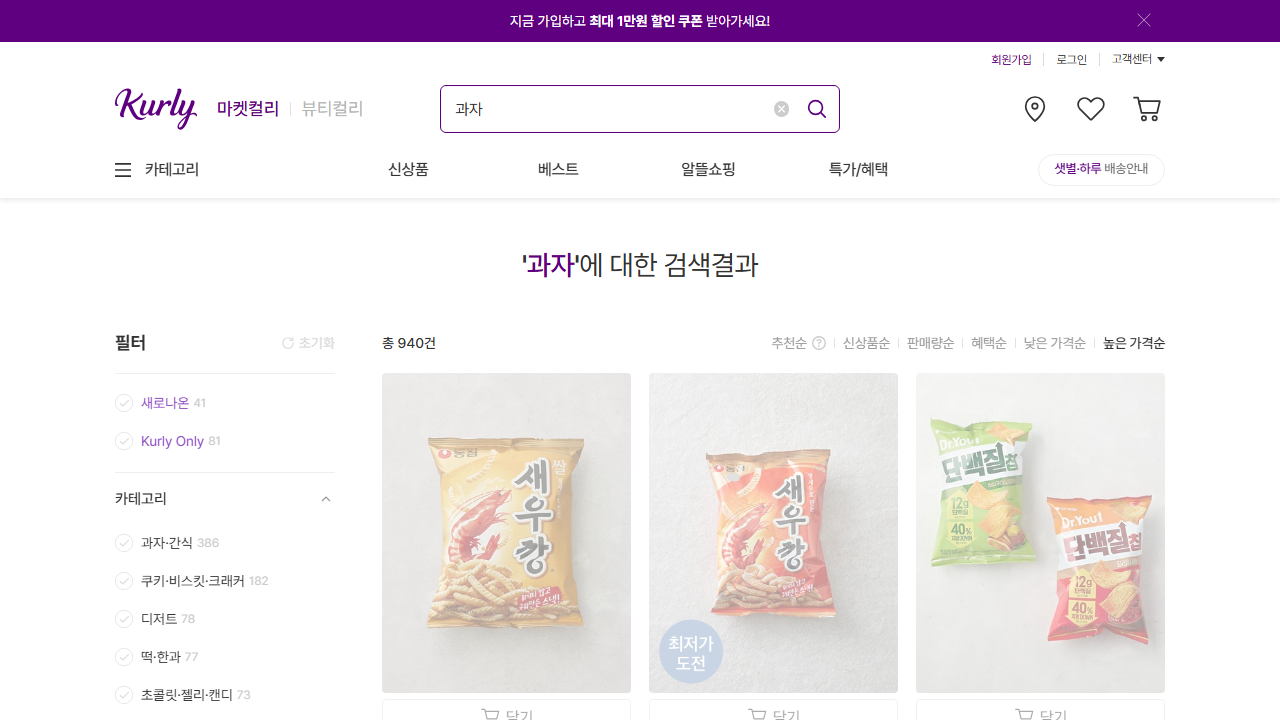 지금 가입하고 최대 1만원 할인 쿠폰 받아가세요!
회원가입 로그인 고객센터
Kurly 마켓컬리 뷰티컬리 과자
카테고리 신상품 베스트 알뜰쇼핑 특가/혜택 샛별·하루 배송안내
'과자'에 대한 검색결과
필터 초기화
총 940건 추천순 신상품순 판매량순 혜택순 낮은 가격순 높은 가격순
새로나온 41
Kurly Only 81
카테고리
과자·간식 386
쿠키·비스킷·크래커 182
디저트 78
떡·한과 77
초콜릿·젤리·캔디 73
농심
쌀
새우깡
담기
농심
새우깡
최저가
도전
담기
Dr.You
단백질칩
12g
단백질
40%
Dr.You
단백질칩
12g
단백질
40%
담기